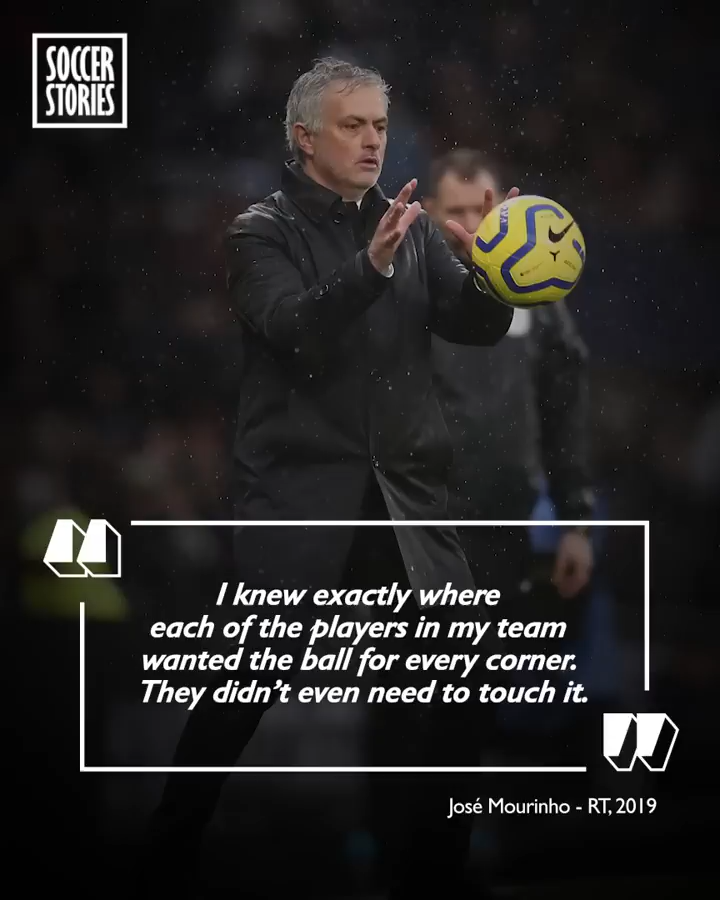 SOCCER
STORIES
I knew exactly where
each of the players in my team
wanted the ball for every corner.
They didn't even need to touch it.
José Mourinho - RT, 2019